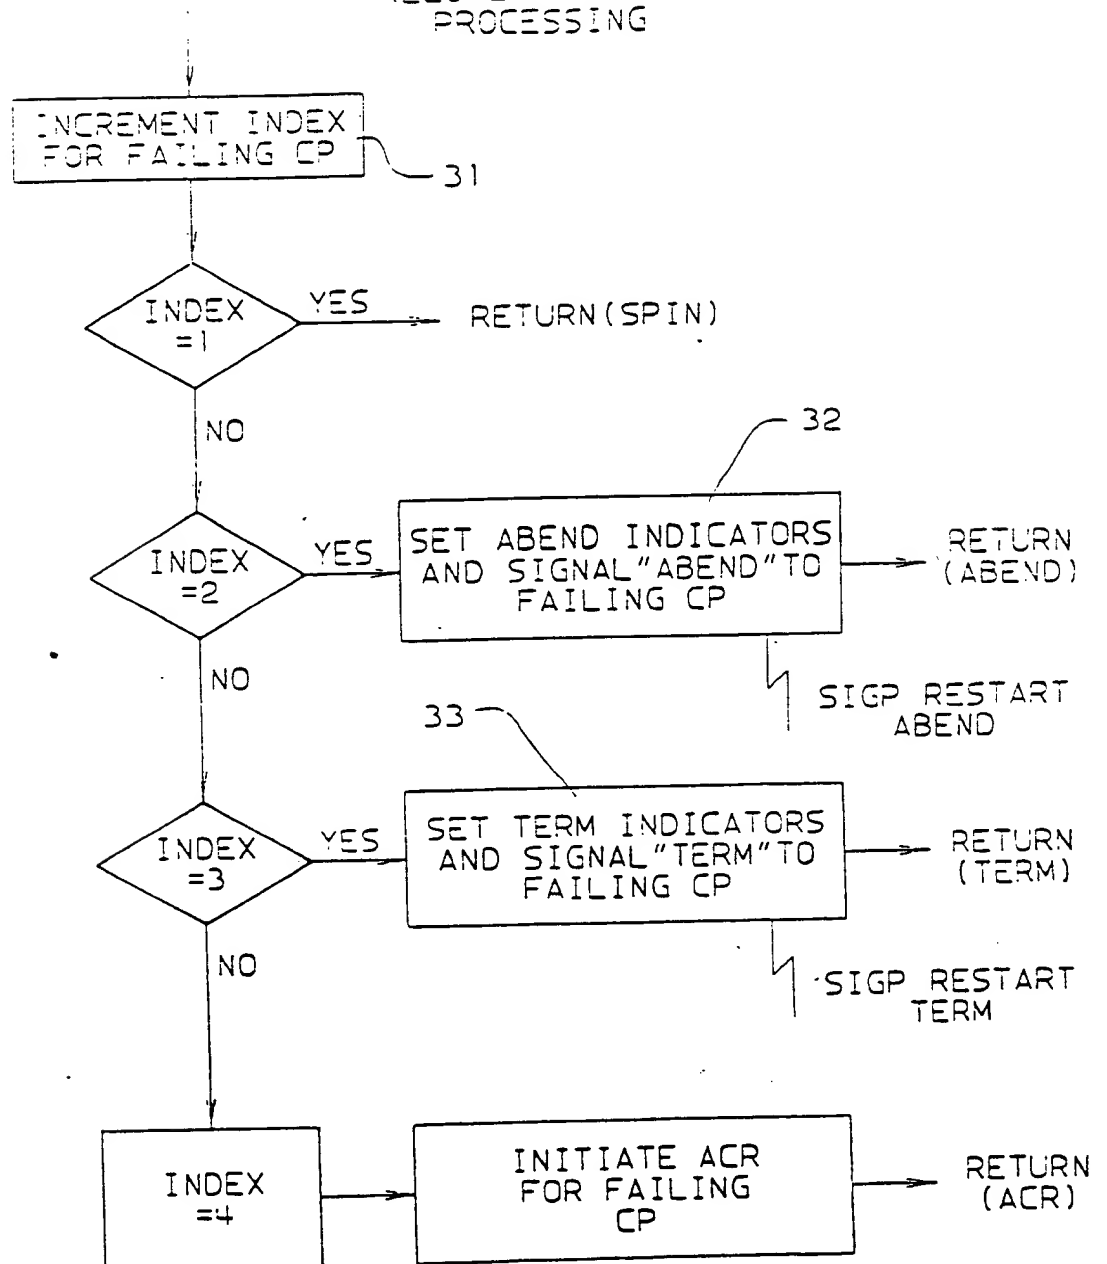 PROCESSING
INCREMENT INDEX
FOR FAILING CP
31
INDEX
=1
YES
RETURN(SPIN)
NO
32
INDEX
=2
YES
SET ABEND INDICATORS
AND SIGNAL"ABEND"TO
FAILING CP
RETURN
(ABEND)
NO
SIGP RESTART
ABEND
33
INDEX
=3
YES
SET TERM INDICATORS
AND SIGNAL"TERM"TO
FAILING CP
RETURN
(TERM)
NO
SIGP RESTART
TERM
INDEX
=4
INITIATE ACR
FOR FAILING
CP
RETURN
(ACR)